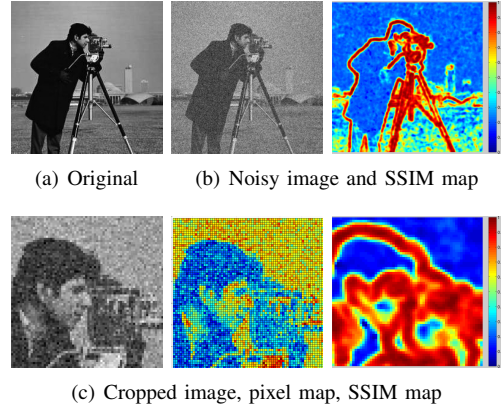 (a) Original
(b) Noisy image and SSIM map
(c) Cropped image, pixel map, SSIM map